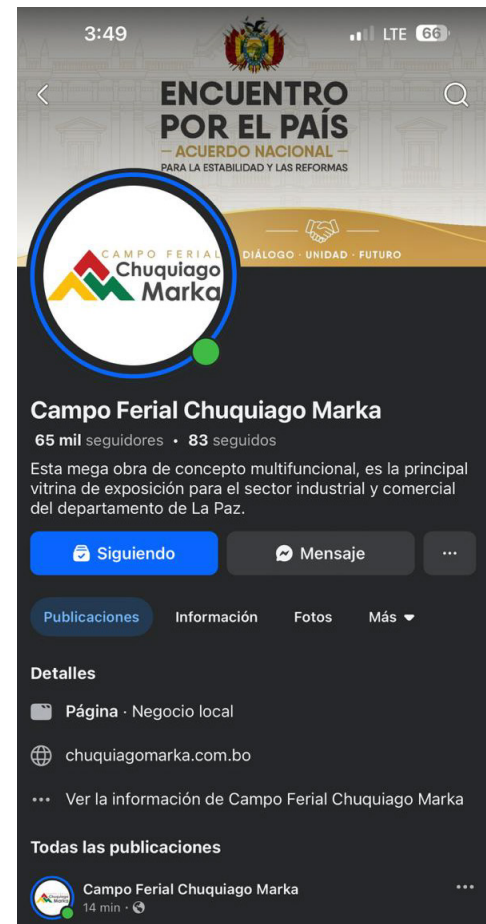 3:49
LTE 66
ENCUENTRO
POR EL PAÍS
— ACUERDO NACIONAL —
PARA LA ESTABILIDAD Y LAS REFORMAS
DIÁLOGO · UNIDAD · FUTURO
CAMPO FERIAL
Chuquiago
Marka
Campo Ferial Chuquiago Marka
65 mil seguidores • 83 seguidos
Esta mega obra de concepto multifuncional, es la principal
vitrina de exposición para el sector industrial y comercial
del departamento de La Paz.
Siguiendo
Mensaje
...
Publicaciones Información Fotos Más
Detalles
Página · Negocio local
chuquiagomarka.com.bo
... Ver la información de Campo Ferial Chuquiago Marka
Todas las publicaciones
Chuquiago
Marka
Campo Ferial Chuquiago Marka
...
14 min ·